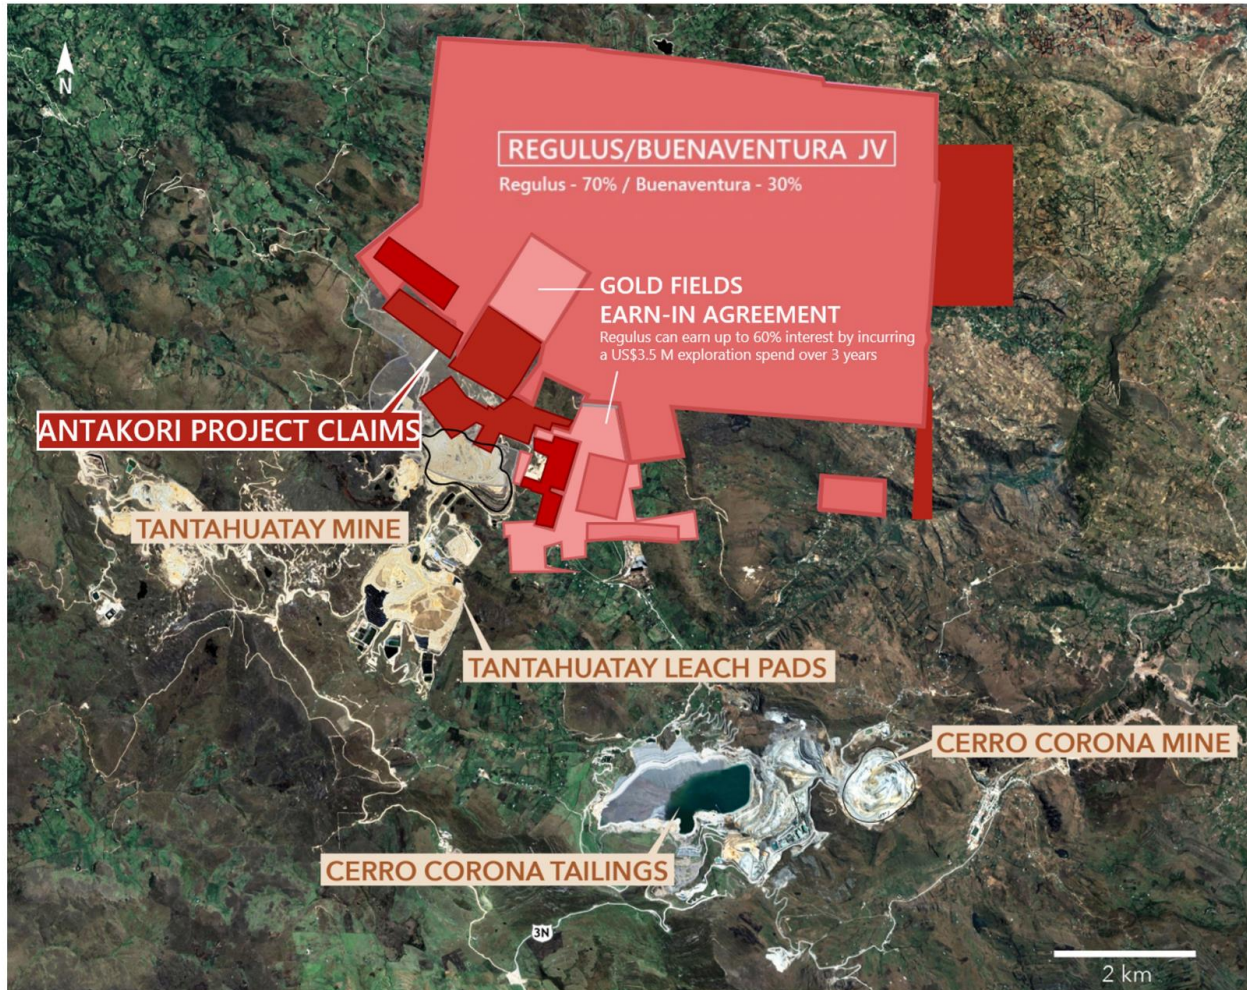 N
REGULUS/BUENAVENTURA JV
Regulus - 70% / Buenaventura - 30%
GOLD FIELDS
EARN-IN AGREEMENT
Regulus can earn up to 60% interest by incurring
a US$3.5 M exploration spend over 3 years
ANTAKORI PROJECT CLAIMS
TANTAHUATAY MINE
TANTAHUATAY LEACH PADS
CERRO CORONA MINE
CERRO CORONA TAILINGS
3N
2 km